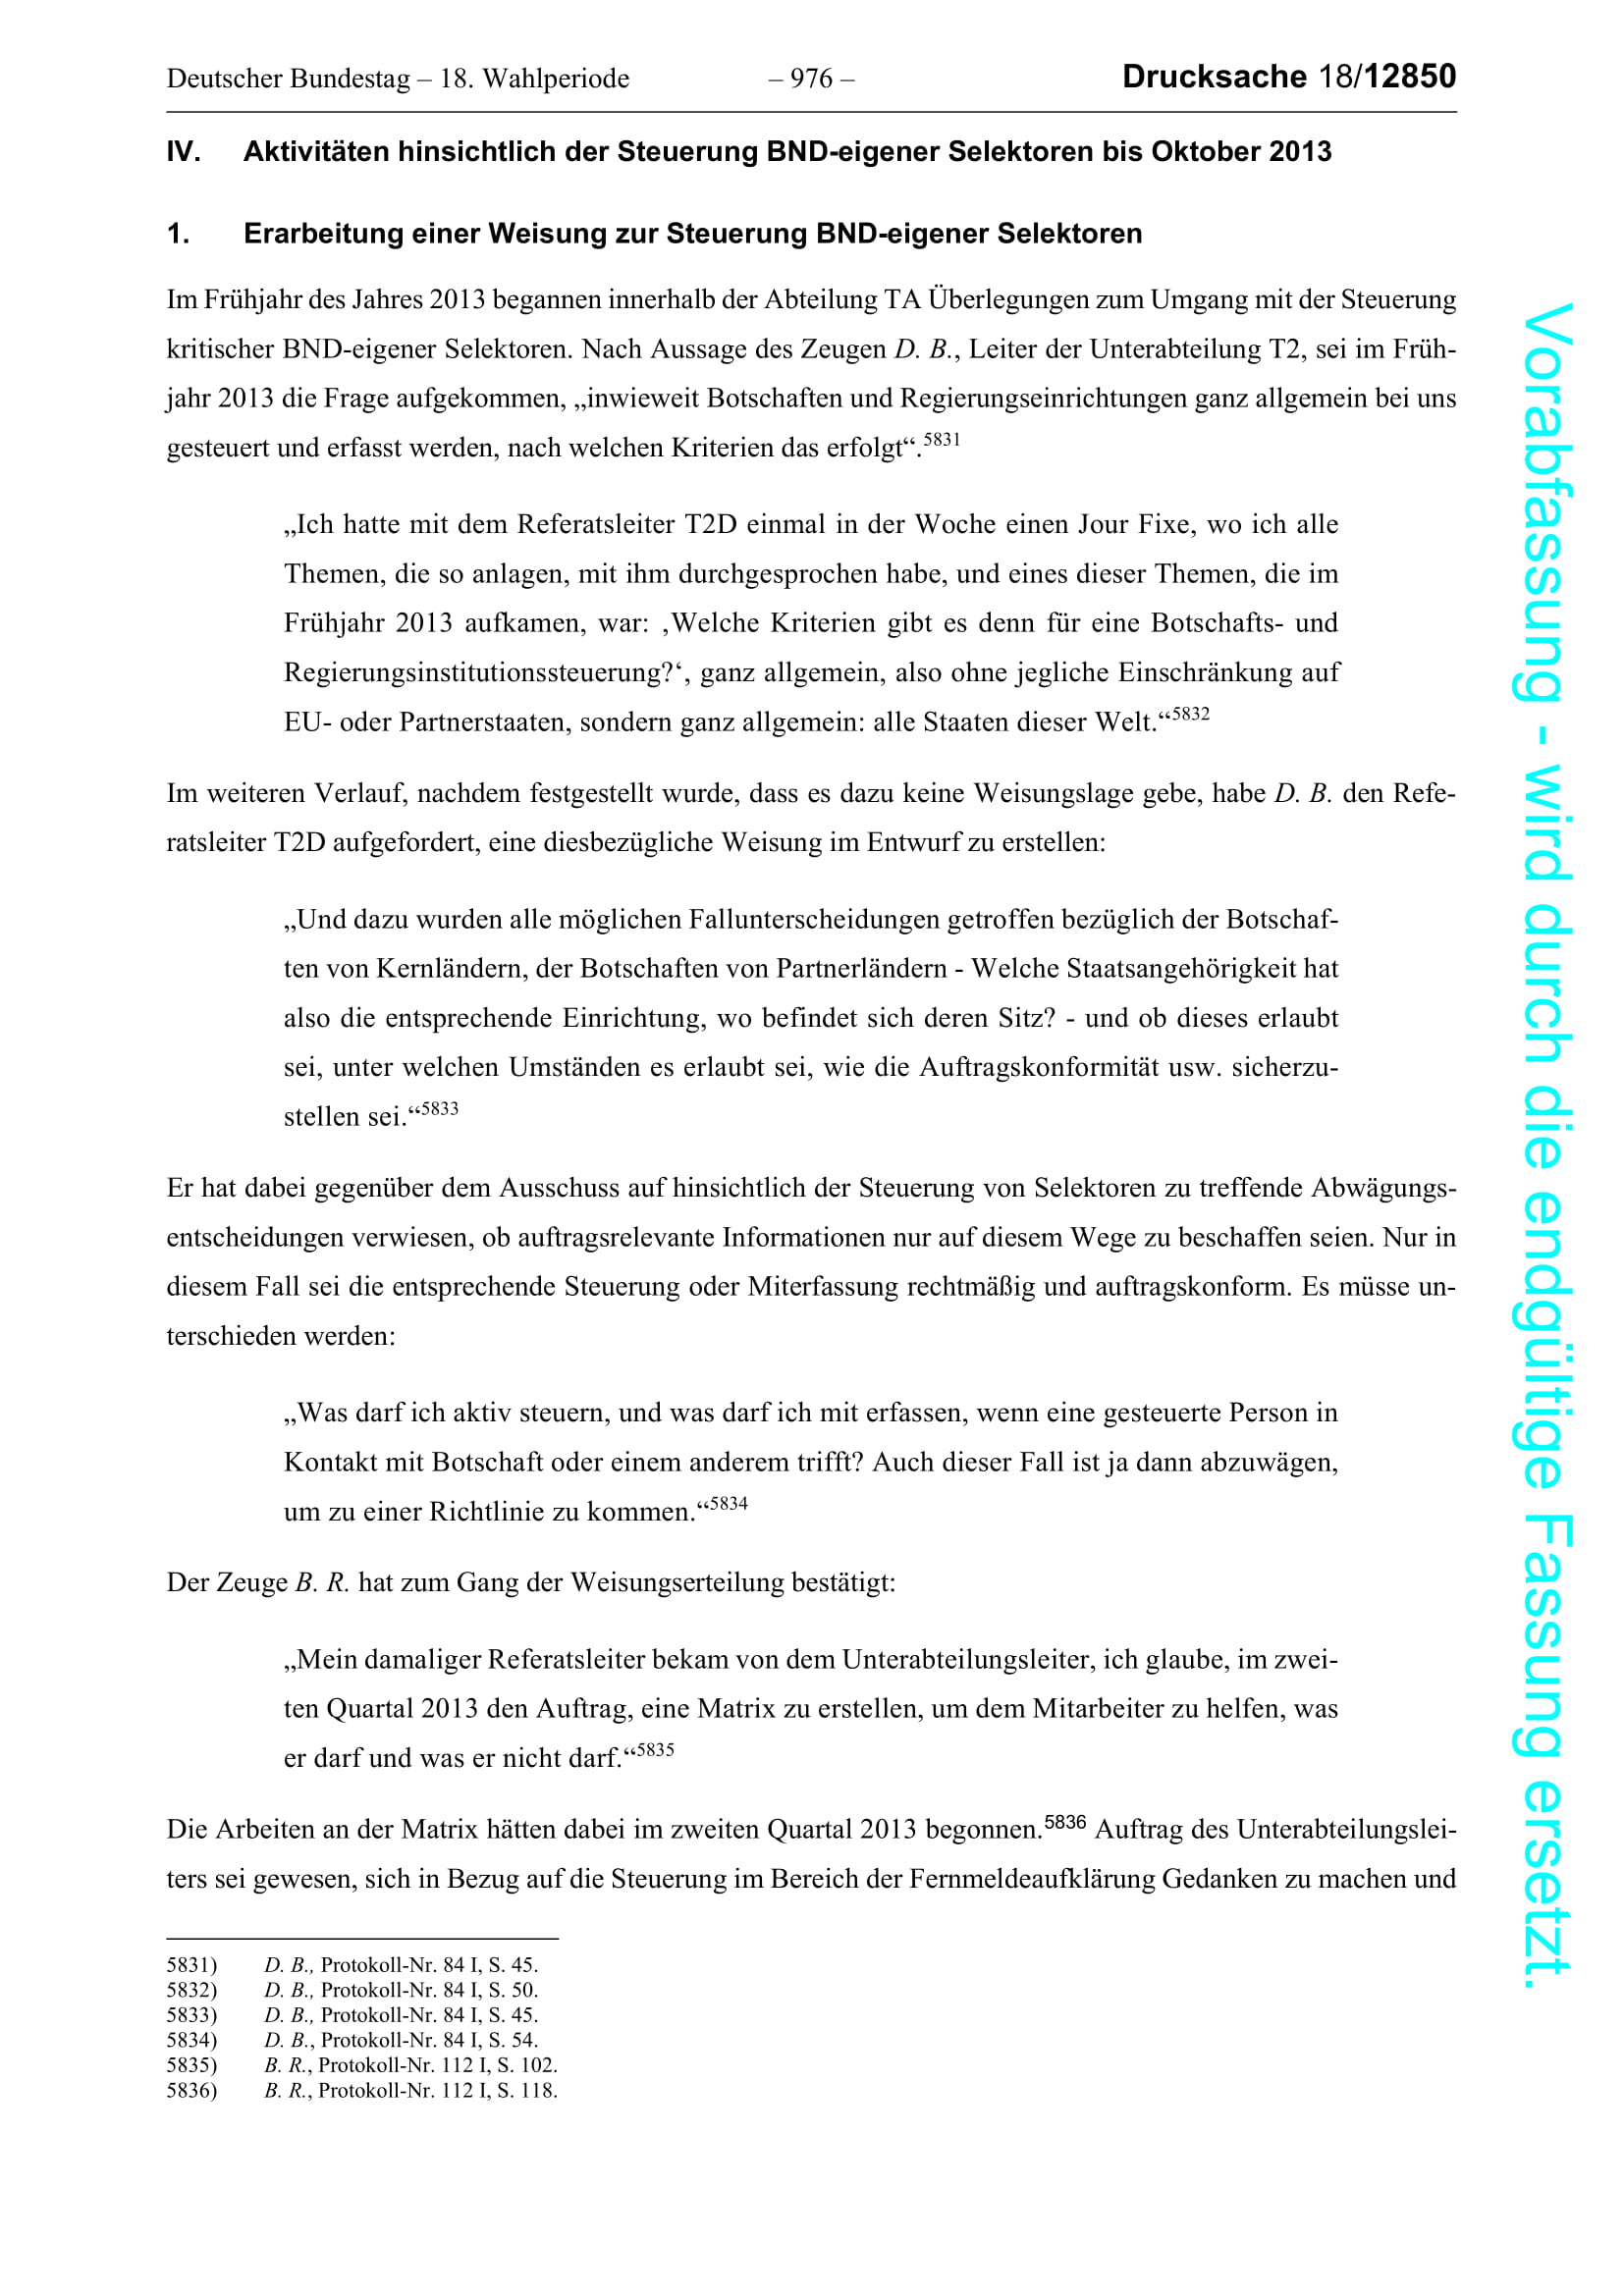 Deutscher Bundestag – 18. Wahlperiode – 976 – Drucksache 18/12850
IV. Aktivitäten hinsichtlich der Steuerung BND-eigener Selektoren bis Oktober 2013
1. Erarbeitung einer Weisung zur Steuerung BND-eigener Selektoren
Im Frühjahr des Jahres 2013 begannen innerhalb der Abteilung TA Überlegungen zum Umgang mit der Steuerung
kritischer BND-eigener Selektoren. Nach Aussage des Zeugen D. B., Leiter der Unterabteilung T2, sei im Früh-
jahr 2013 die Frage aufgekommen, „inwieweit Botschaften und Regierungseinrichtungen ganz allgemein bei uns
gesteuert und erfasst werden, nach welchen Kriterien das erfolgt“.5831
„Ich hatte mit dem Referatsleiter T2D einmal in der Woche einen Jour Fixe, wo ich alle
Themen, die so anlagen, mit ihm durchgesprochen habe, und eines dieser Themen, die im
Frühjahr 2013 aufkamen, war: ‚Welche Kriterien gibt es denn für eine Botschafts- und
Regierungsinstitutionssteuerung?‘, ganz allgemein, also ohne jegliche Einschränkung auf
EU- oder Partnerstaaten, sondern ganz allgemein: alle Staaten dieser Welt.“5832
Im weiteren Verlauf, nachdem festgestellt wurde, dass es dazu keine Weisungslage gebe, habe D. B. den Refe-
ratsleiter T2D aufgefordert, eine diesbezügliche Weisung im Entwurf zu erstellen:
„Und dazu wurden alle möglichen Fallunterscheidungen getroffen bezüglich der Botschaf-
ten von Kernländern, der Botschaften von Partnerländern - Welche Staatsangehörigkeit hat
also die entsprechende Einrichtung, wo befindet sich deren Sitz? - und ob dieses erlaubt
sei, unter welchen Umständen es erlaubt sei, wie die Auftragskonformität usw. sicherzu-
stellen sei.“5833
Er hat dabei gegenüber dem Ausschuss auf hinsichtlich der Steuerung von Selektoren zu treffende Abwägungs-
entscheidungen verwiesen, ob auftragsrelevante Informationen nur auf diesem Wege zu beschaffen seien. Nur in
diesem Fall sei die entsprechende Steuerung oder Miterfassung rechtmäßig und auftragskonform. Es müsse un-
terschieden werden:
„Was darf ich aktiv steuern, und was darf ich mit erfassen, wenn eine gesteuerte Person in
Kontakt mit Botschaft oder einem anderem trifft? Auch dieser Fall ist ja dann abzuwägen,
um zu einer Richtlinie zu kommen.“5834
Der Zeuge B. R. hat zum Gang der Weisungserteilung bestätigt:
„Mein damaliger Referatsleiter bekam von dem Unterabteilungsleiter, ich glaube, im zwei-
ten Quartal 2013 den Auftrag, eine Matrix zu erstellen, um dem Mitarbeiter zu helfen, was
er darf und was er nicht darf.“5835
Die Arbeiten an der Matrix hätten dabei im zweiten Quartal 2013 begonnen.5836 Auftrag des Unterabteilungslei-
ters sei gewesen, sich in Bezug auf die Steuerung im Bereich der Fernmeldeaufklärung Gedanken zu machen und
5831) D. B., Protokoll-Nr. 84 I, S. 45.
5832) D. B., Protokoll-Nr. 84 I, S. 50.
5833) D. B., Protokoll-Nr. 84 I, S. 45.
5834) D. B., Protokoll-Nr. 84 I, S. 54.
5835) B. R., Protokoll-Nr. 112 I, S. 102.
5836) B. R., Protokoll-Nr. 112 I, S. 118.
Vorabfassung - wird durch die endgültige Fassung ersetzt.